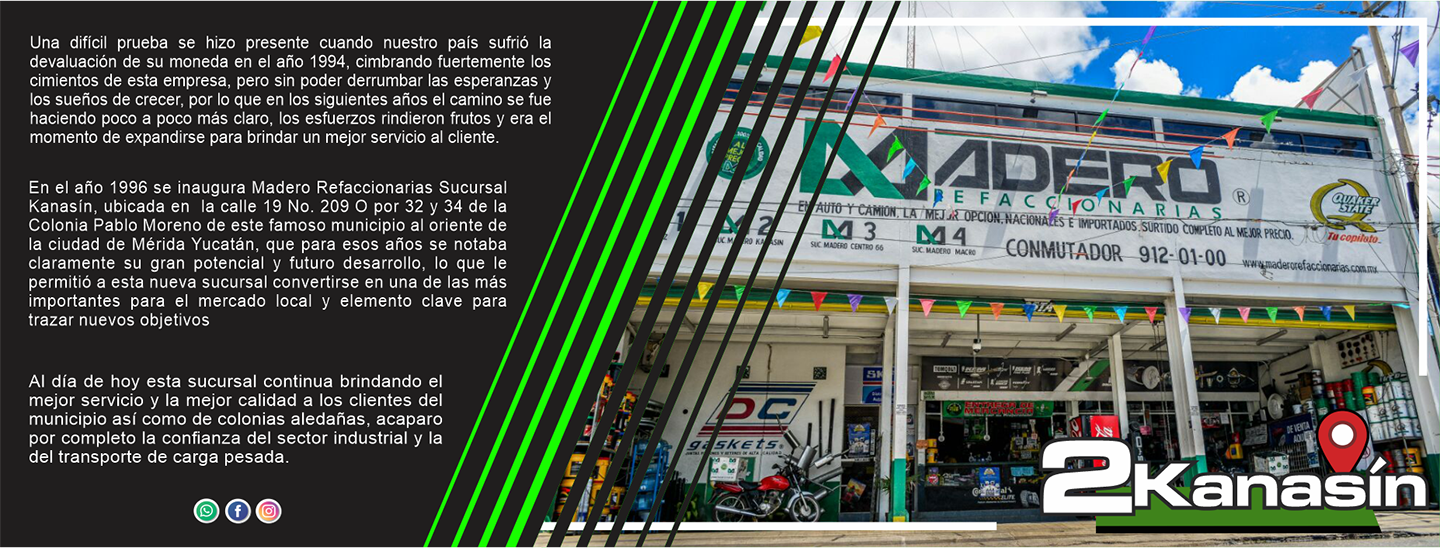 Una difícil prueba se hizo presente cuando nuestro país sufrió la
devaluación de su moneda en el año 1994, cimbrando fuertemente los
cimientos de esta empresa, pero sin poder derrumbar las esperanzas y
los sueños de crecer, por lo que en los siguientes años el camino se fue
haciendo poco a poco más claro, los esfuerzos rindieron frutos y era el
momento de expandirse para brindar un mejor servicio al cliente.
En el año 1996 se inaugura Madero Refaccionarias Sucursal
Kanasín, ubicada en la calle 19 No. 209 O por 32 y 34 de la
Colonia Pablo Moreno de este famoso municipio al oriente de
la ciudad de Mérida Yucatán, que para esos años se notaba
claramente su gran potencial y futuro desarrollo, lo que le
permitió a esta nueva sucursal convertirse en una de las más
importantes para el mercado local y elemento clave para
trazar nuevos objetivos
Al día de hoy esta sucursal continua brindando el
mejor servicio y la mejor calidad a los clientes del
municipio así como de colonias aledañas, acaparo
por completo la confianza del sector industrial y la
del transporte de carga pesada.
MADERO
REFACCIONARIAS ®
EN AUTO Y CAMION, LA MEJOR OPCION, NACIONALES E IMPORTADOS, SURTIDO COMPLETO AL MEJOR PRECIO.
1 2 3 4
SUC. MADERO KANASIN SUC. MADERO CENTRO 66 SUC. MADERO MACRO
CONMUTADOR 912-01-00
www.maderorefaccionarias.com.mx
QUAKER
STATE
Tu copiloto.
AL
MEJOR
PRECIO
DC
gaskets
ENTREGA DE
MERCANCIA
DE VENTA
AQUÍ
2 Kanasín